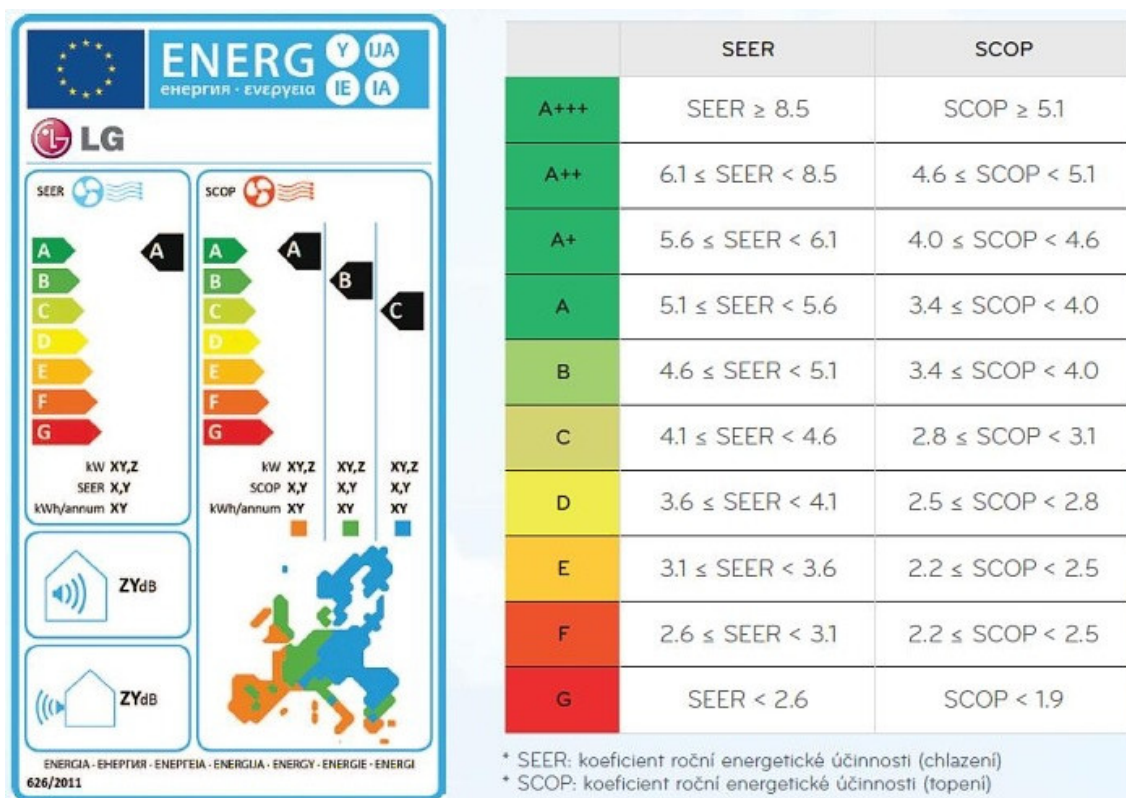 ENERG Y IJA
енергия · ενεργεια IE IA
LG
SEER
A A
B
C
D
E
F
G
kW XY,Z
SEER X,Y
kWh/annum XY
SCOP
A A
B B
C C
D
E
F
G
kW XY,Z XY,Z XY,Z
SCOP X,Y X,Y X,Y
kWh/annum XY XY XY
ZYdB
ZYdB
ENERGIA · ЕНЕРГИЯ · ΕΝΕΡΓΕΙΑ · ENERGIJA · ENERGY · ENERGIE · ENERGI
626/2011
SEER SCOP
A+++ SEER ≥ 8.5 SCOP ≥ 5.1
A++ 6.1 ≤ SEER < 8.5 4.6 ≤ SCOP < 5.1
A+ 5.6 ≤ SEER < 6.1 4.0 ≤ SCOP < 4.6
A 5.1 ≤ SEER < 5.6 3.4 ≤ SCOP < 4.0
B 4.6 ≤ SEER < 5.1 3.4 ≤ SCOP < 4.0
C 4.1 ≤ SEER < 4.6 2.8 ≤ SCOP < 3.1
D 3.6 ≤ SEER < 4.1 2.5 ≤ SCOP < 2.8
E 3.1 ≤ SEER < 3.6 2.2 ≤ SCOP < 2.5
F 2.6 ≤ SEER < 3.1 2.2 ≤ SCOP < 2.5
G SEER < 2.6 SCOP < 1.9
* SEER: koeficient roční energetické účinnosti (chlazení)
* SCOP: koeficient roční energetické účinnosti (topení)